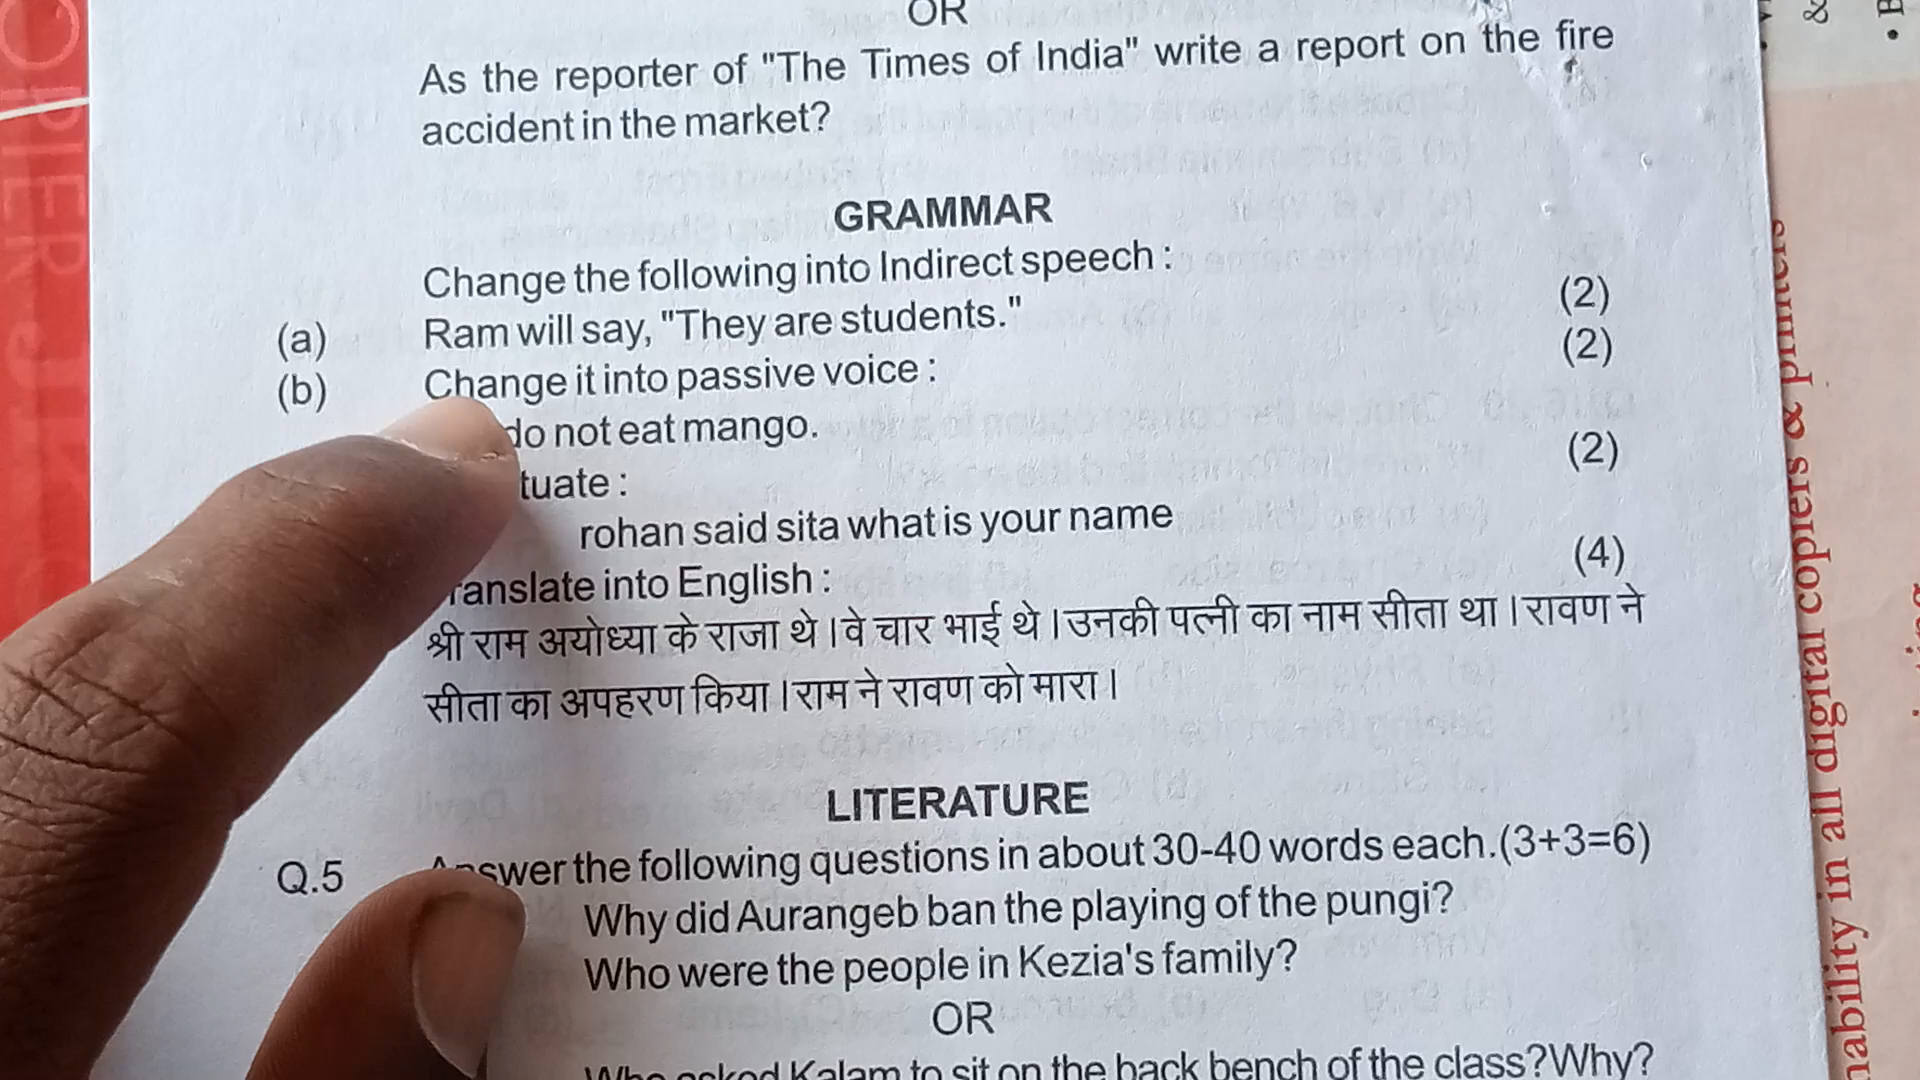 OR
As the reporter of "The Times of India" write a report on the fire
accident in the market?
GRAMMAR
Change the following into Indirect speech :
(a) Ram will say, "They are students." (2)
(b) Change it into passive voice : (2)
do not eat mango.
tuate : (2)
rohan said sita what is your name
ranslate into English : (4)
श्री राम अयोध्या के राजा थे । वे चार भाई थे । उनकी पत्नी का नाम सीता था । रावण ने
सीता का अपहरण किया । राम ने रावण को मारा ।
LITERATURE
Q.5 Answer the following questions in about 30-40 words each.(3+3=6)
Why did Aurangeb ban the playing of the pungi?
Who were the people in Kezia's family?
OR
Who asked Kalam to sit on the back bench of the class? Why?
nability in all digital copiers & printers
&